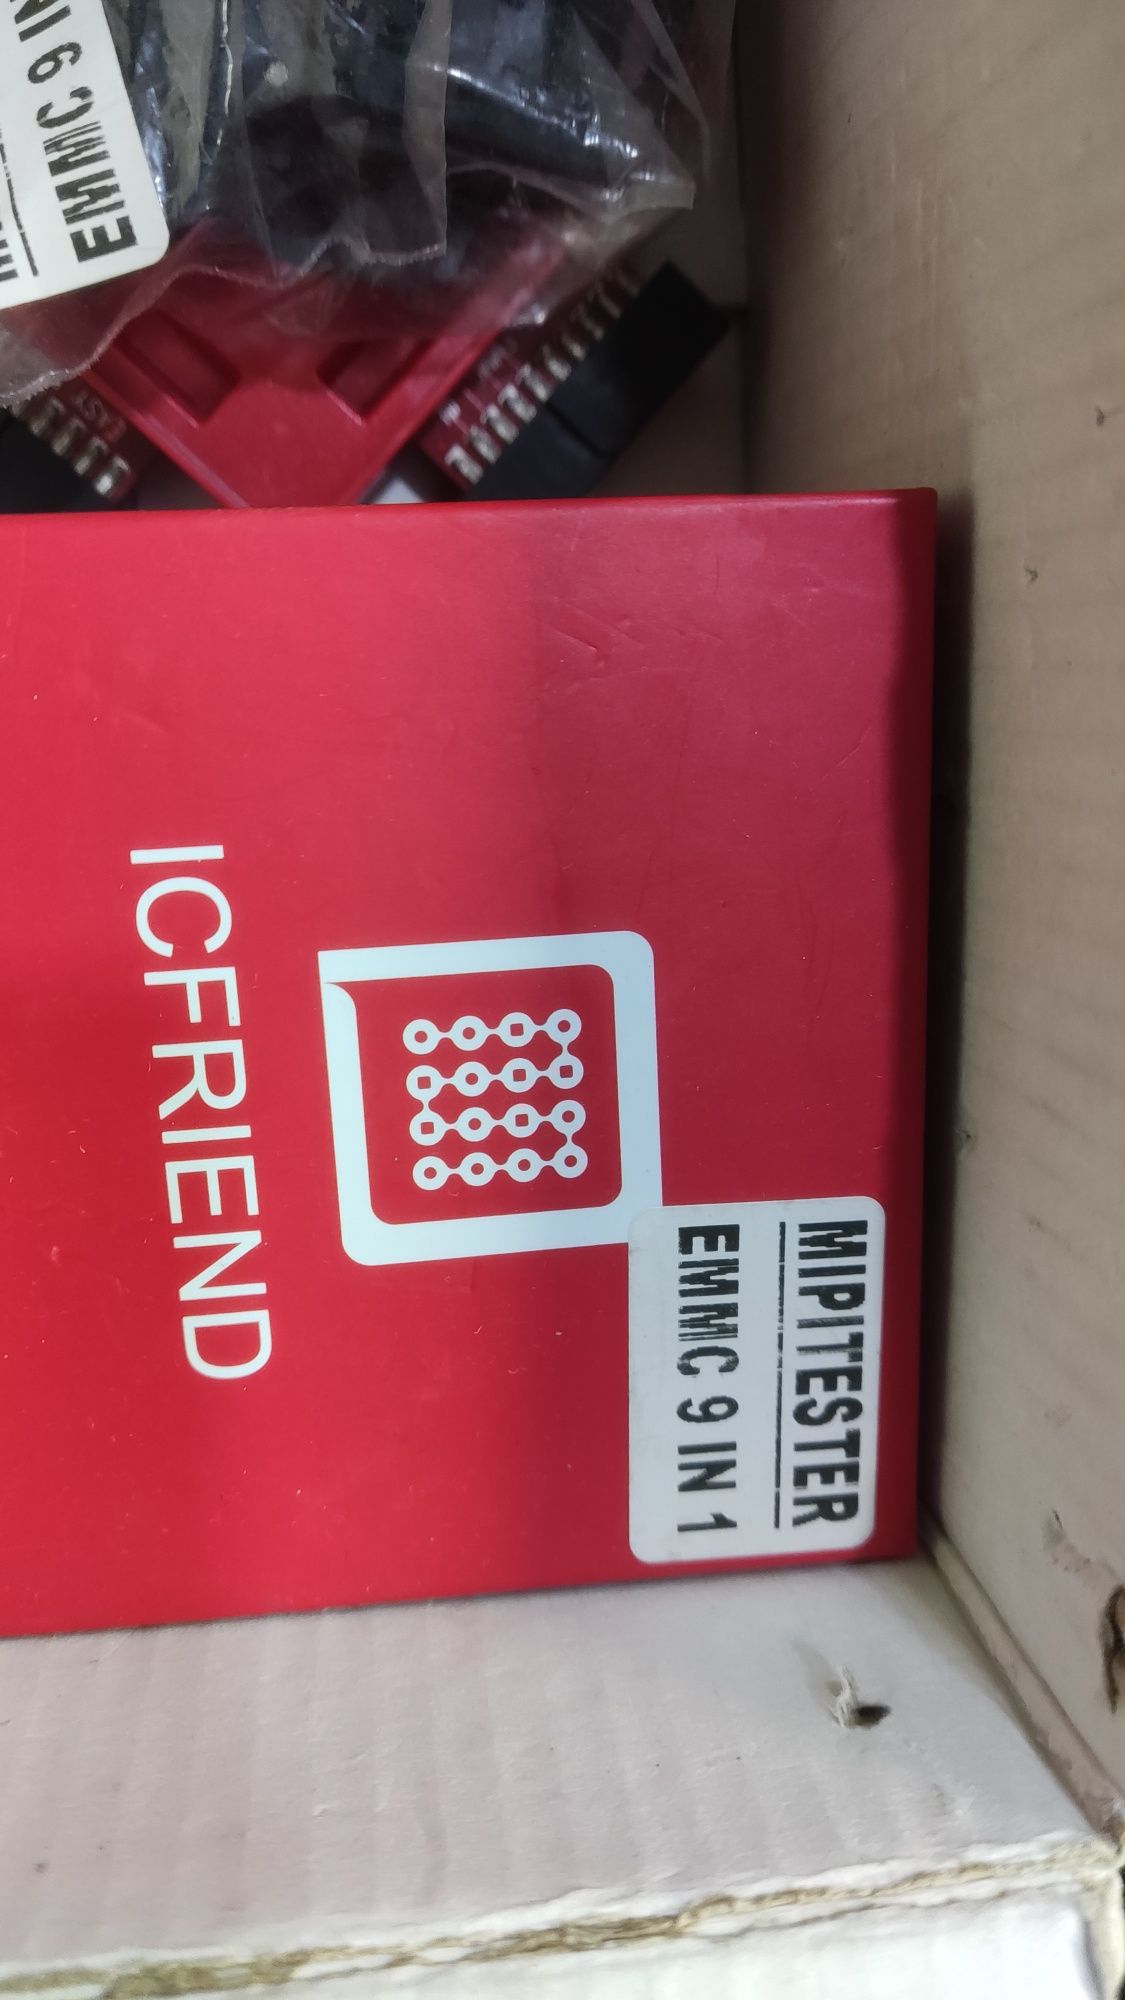 EMMC 9 IN
ICFRIEND
MIPITESTER
EMMC 9 IN 1